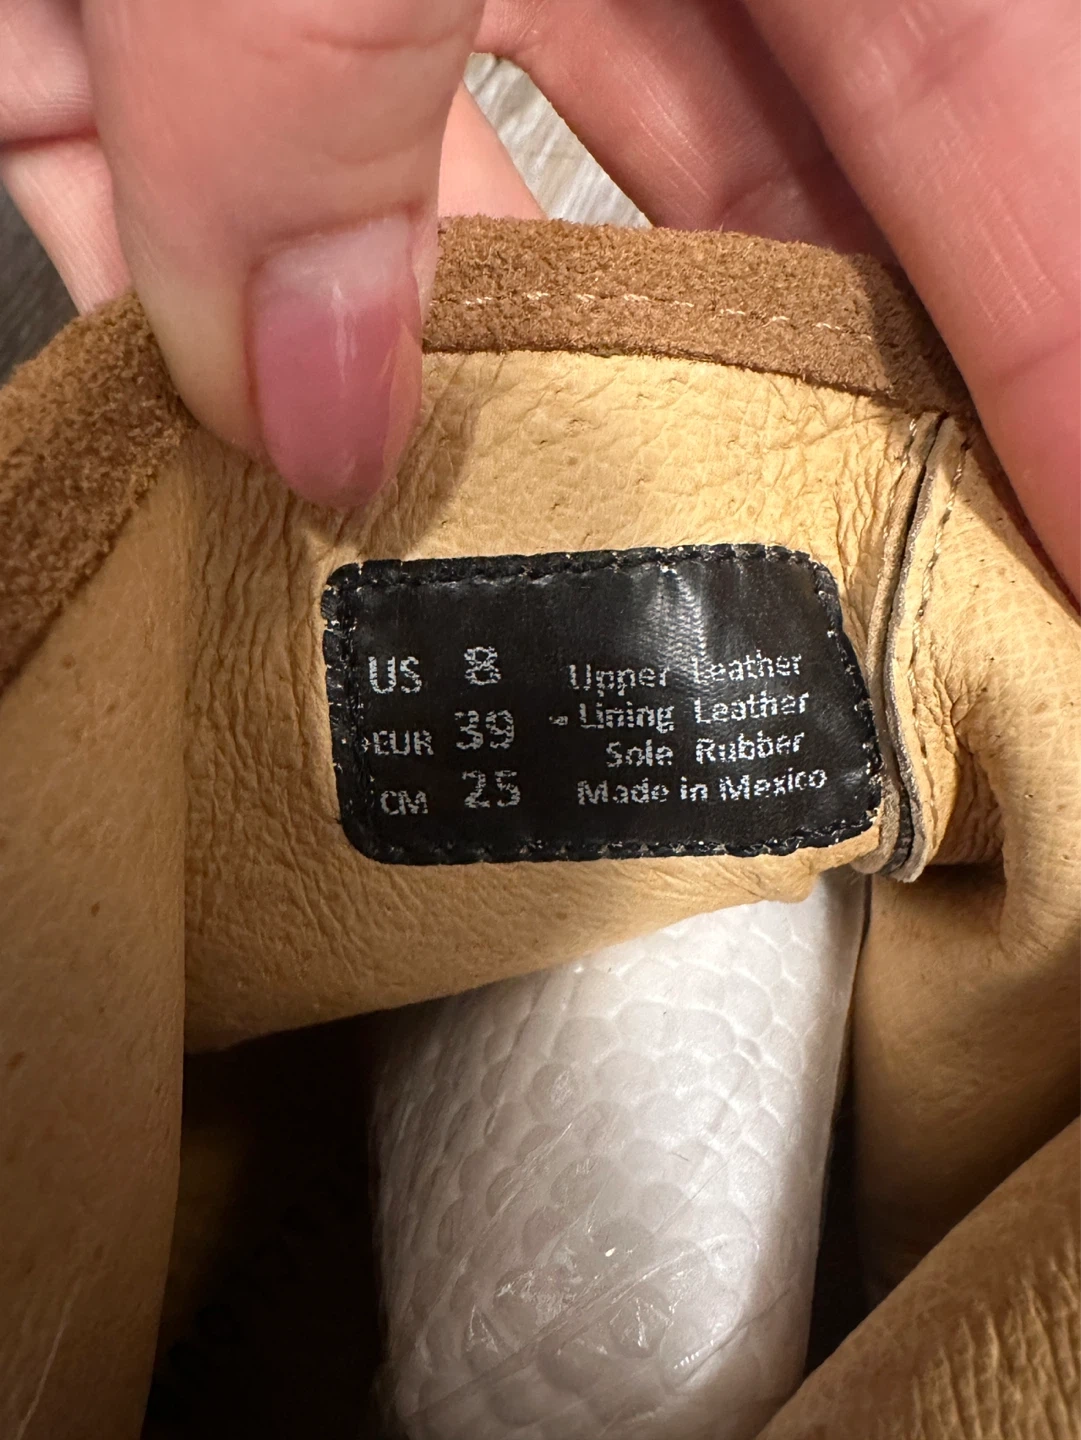 US 8
EUR 39
CM 25
Upper Leather
Lining Leather
Sole Rubber
Made in Mexico